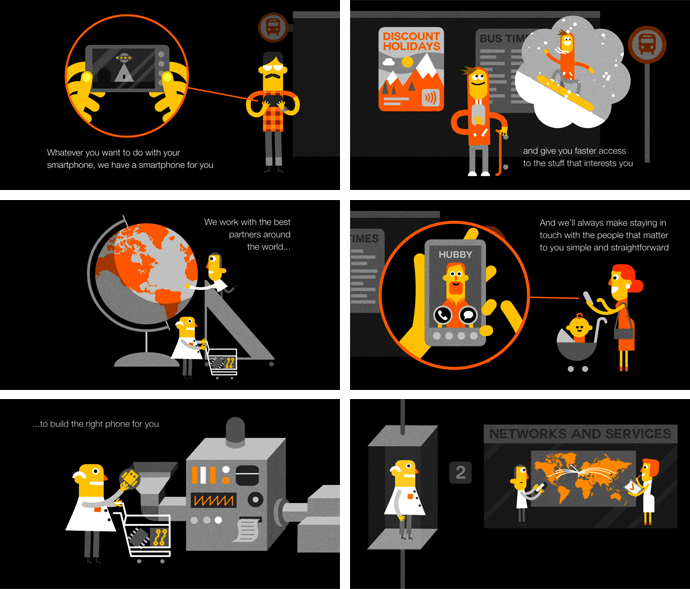 Whatever you want to do with your
smartphone, we have a smartphone for you
DISCOUNT
HOLIDAYS
BUS TIM
and give you faster access
to the stuff that interests you
We work with the best
partners around
the world...
TIMES
HUBBY
And we'll always make staying in
touch with the people that matter
to you simple and straightforward
...to build the right phone for you
2
NETWORKS AND SERVICES